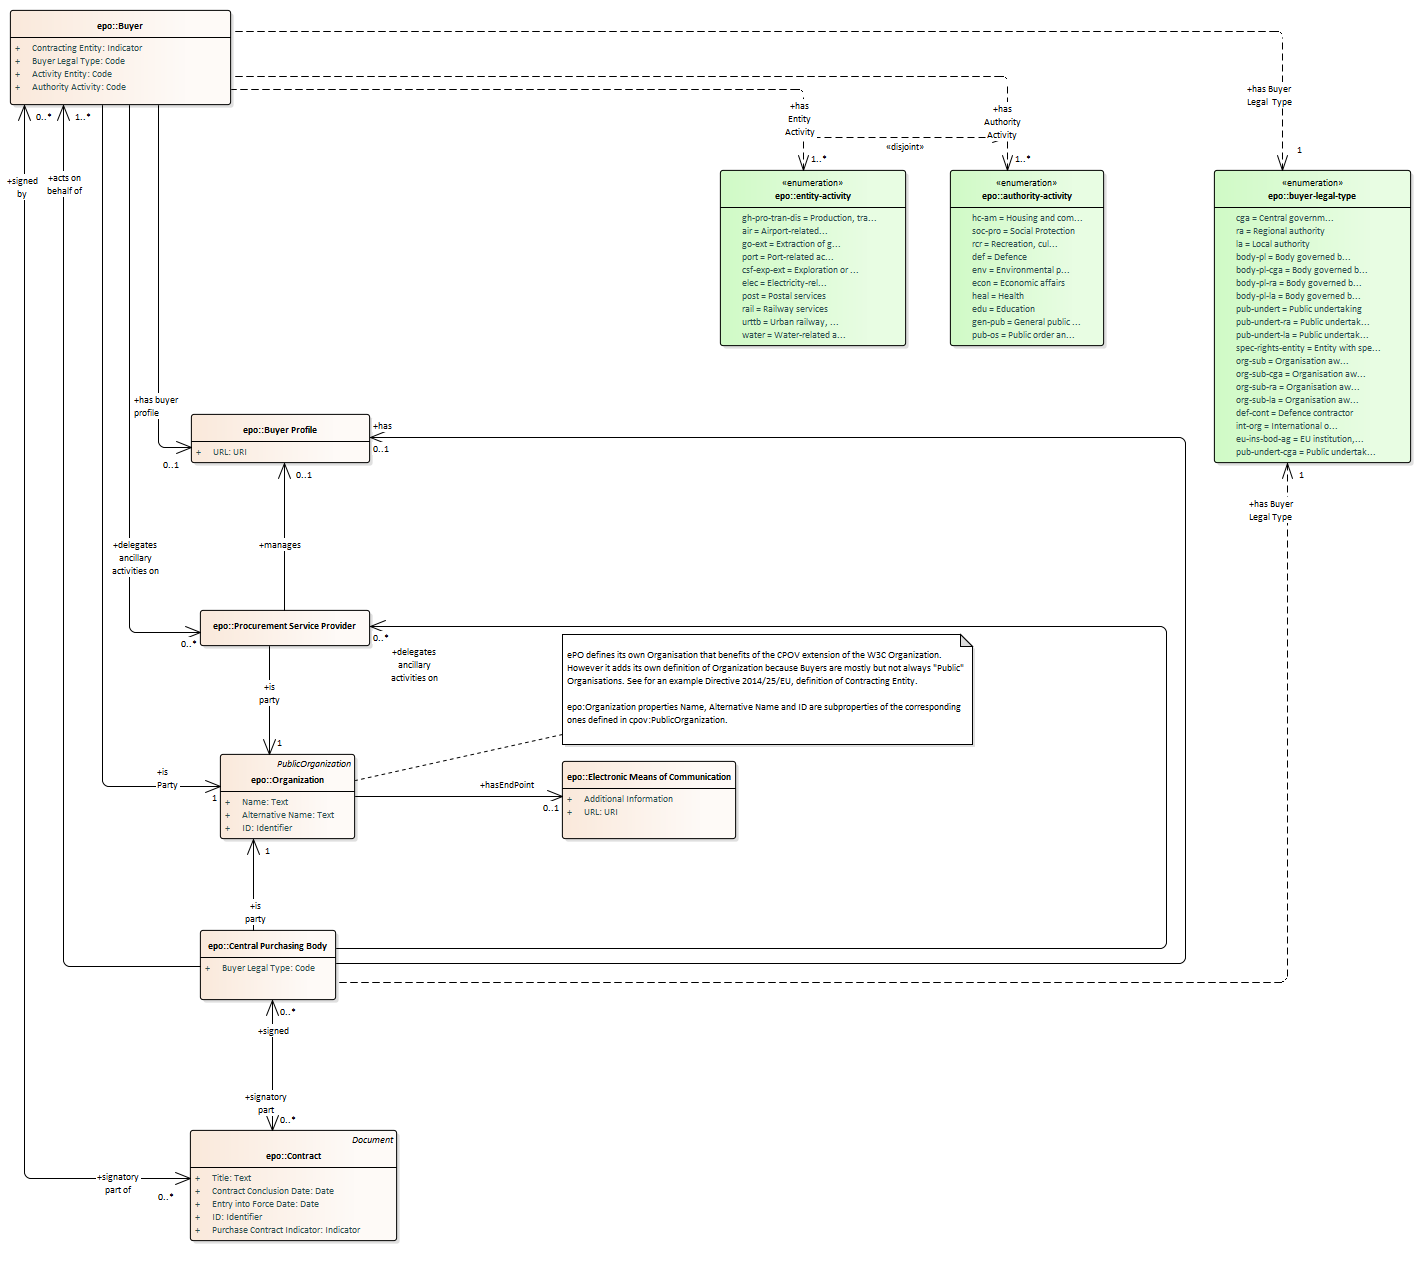 epo::Buyer
+ Contracting Entity: Indicator
+ Buyer Legal Type: Code
+ Activity Entity: Code
+ Authority Activity: Code
0..*
1..*
+signed
by
+acts on
behalf of
+has
Entity
Activity
1..*
«disjoint»
+has
Authority
Activity
1..*
+has Buyer
Legal Type
1
«enumeration»
epo::entity-activity
gh-pro-tran-dis = Production, tra...
air = Airport-related...
go-ext = Extraction of g...
port = Port-related ac...
csf-exp-ext = Exploration or ...
elec = Electricity-rel...
post = Postal services
rail = Railway services
urttb = Urban railway, ...
water = Water-related a...
«enumeration»
epo::authority-activity
hc-am = Housing and com...
soc-pro = Social Protection
rcr = Recreation, cul...
def = Defence
env = Environmental p...
econ = Economic affairs
heal = Health
edu = Education
gen-pub = General public ...
pub-os = Public order an...
«enumeration»
epo::buyer-legal-type
cga = Central governm...
ra = Regional authority
la = Local authority
body-pl = Body governed b...
body-pl-cga = Body governed b...
body-pl-ra = Body governed b...
body-pl-la = Body governed b...
pub-undert = Public undertaking
pub-undert-ra = Public undertak...
pub-undert-la = Public undertak...
spec-rights-entity = Entity with spe...
org-sub = Organisation aw...
org-sub-cga = Organisation aw...
org-sub-ra = Organisation aw...
org-sub-la = Organisation aw...
def-cont = Defence contractor
int-org = International o...
eu-ins-bod-ag = EU institution,...
pub-undert-cga = Public undertak...
1
+has Buyer
Legal Type
+has buyer
profile
0..1
epo::Buyer Profile
+ URL: URI
+has
0..1
0..1
+manages
+delegates
ancillary
activities on
0..*
epo::Procurement Service Provider
0..*
+delegates
ancillary
activities on
+is
party
1
ePO defines its own Organisation that benefits of the CPOV extension of the W3C Organization.
However it adds its own definition of Organization because Buyers are mostly but not always "Public"
Organisations. See for an example Directive 2014/25/EU, definition of Contracting Entity.
epo:Organization properties Name, Alternative Name and ID are subproperties of the corresponding
ones defined in cpov:PublicOrganization.
+is
Party
1
PublicOrganization
epo::Organization
+ Name: Text
+ Alternative Name: Text
+ ID: Identifier
+hasEndPoint
0..1
epo::Electronic Means of Communication
+ Additional Information
+ URL: URI
1
+is
party
epo::Central Purchasing Body
+ Buyer Legal Type: Code
0..*
+signed
+signatory
part
0..*
+signatory
part of
0..*
Document
epo::Contract
+ Title: Text
+ Contract Conclusion Date: Date
+ Entry into Force Date: Date
+ ID: Identifier
+ Purchase Contract Indicator: Indicator